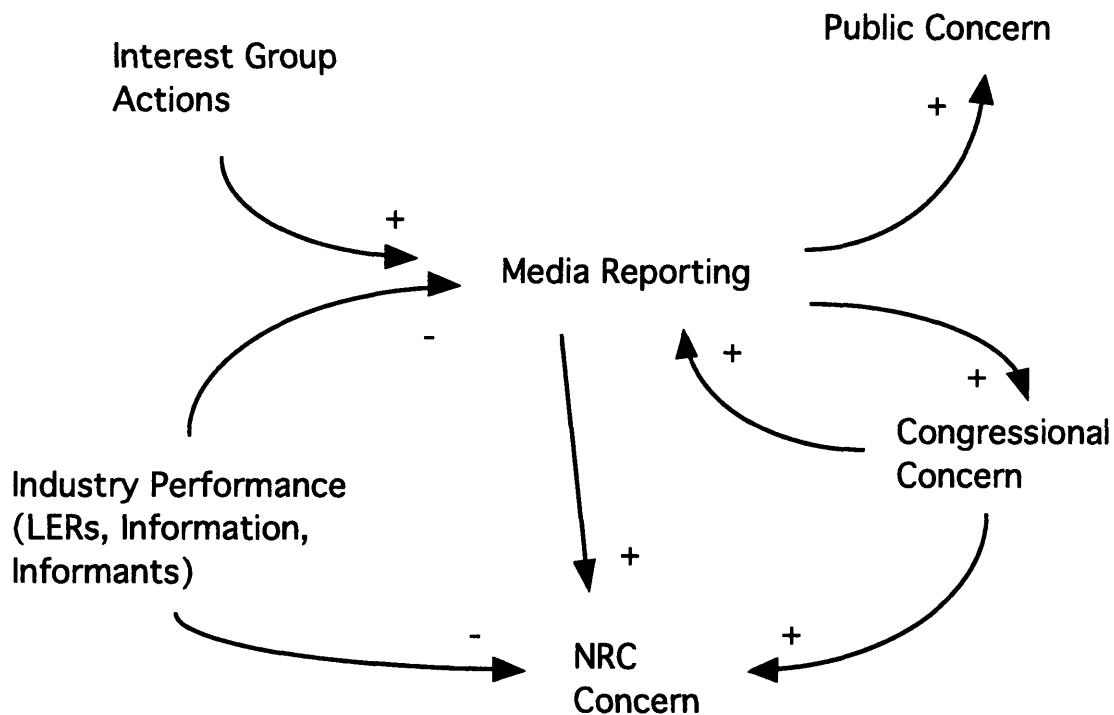 Public Concern
Interest Group
Actions
+
+
Media Reporting
-
+
+
Congressional
Concern
Industry Performance
(LERs, Information,
Informants)
+
-
+
NRC
Concern